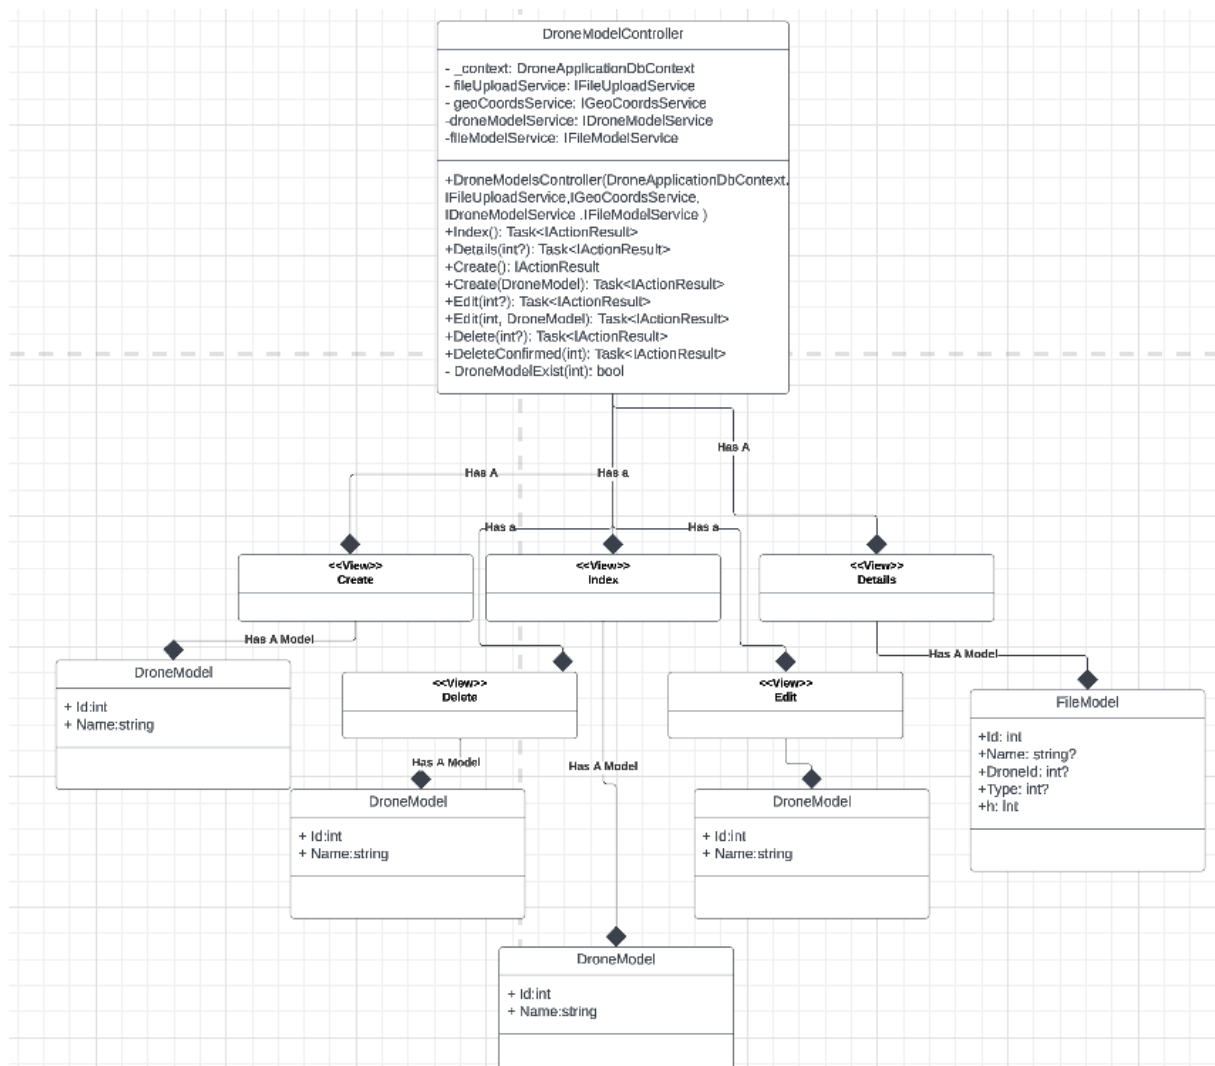 DroneModelController
- _context: DroneApplicationDbContext
- fileUploadService: IFileUploadService
- geoCoordsService: IGeoCoordsService
-droneModelService: IDroneModelService
-fileModelService: IFileModelService
+DroneModelsController(DroneApplicationDbContext,
IFileUploadService,IGeoCoordsService,
IDroneModelService .IFileModelService )
+Index(): Task<IActionResult>
+Details(int?): Task<IActionResult>
+Create(): IActionResult
+Create(DroneModel): Task<IActionResult>
+Edit(int?): Task<IActionResult>
+Edit(int, DroneModel): Task<IActionResult>
+Delete(int?): Task<IActionResult>
+DeleteConfirmed(int): Task<IActionResult>
- DroneModelExist(int): bool
Has A
Has A
Has a
Has a
Has a
<<View>>
Create
<<View>>
Index
<<View>>
Details
Has A Model
Has A Model
DroneModel
+ Id:int
+ Name:string
<<View>>
Delete
<<View>>
Edit
FileModel
+Id: int
+Name: string?
+DroneId: int?
+Type: int?
+h: Int
Has A Model
Has A Model
DroneModel
+ Id:int
+ Name:string
DroneModel
+ Id:int
+ Name:string
DroneModel
+ Id:int
+ Name:string